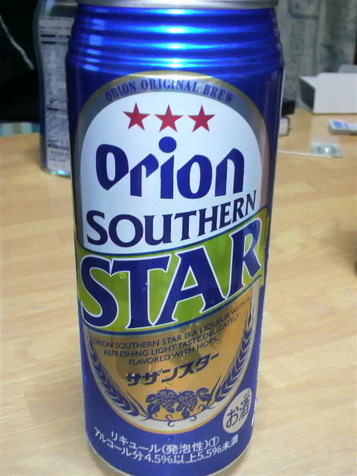 ORION ORIGINAL BREW
Orion
SOUTHERN
STAR
ORION SOUTHERN STAR IS A LIQUEUR WITH A
REFRESHING LIGHT TASTE DELICATELY
FLAVORED WITH HOPS.
サザンスター
お酒
リキュール(発泡性)①
アルコール分4.5%以上5.5%未満